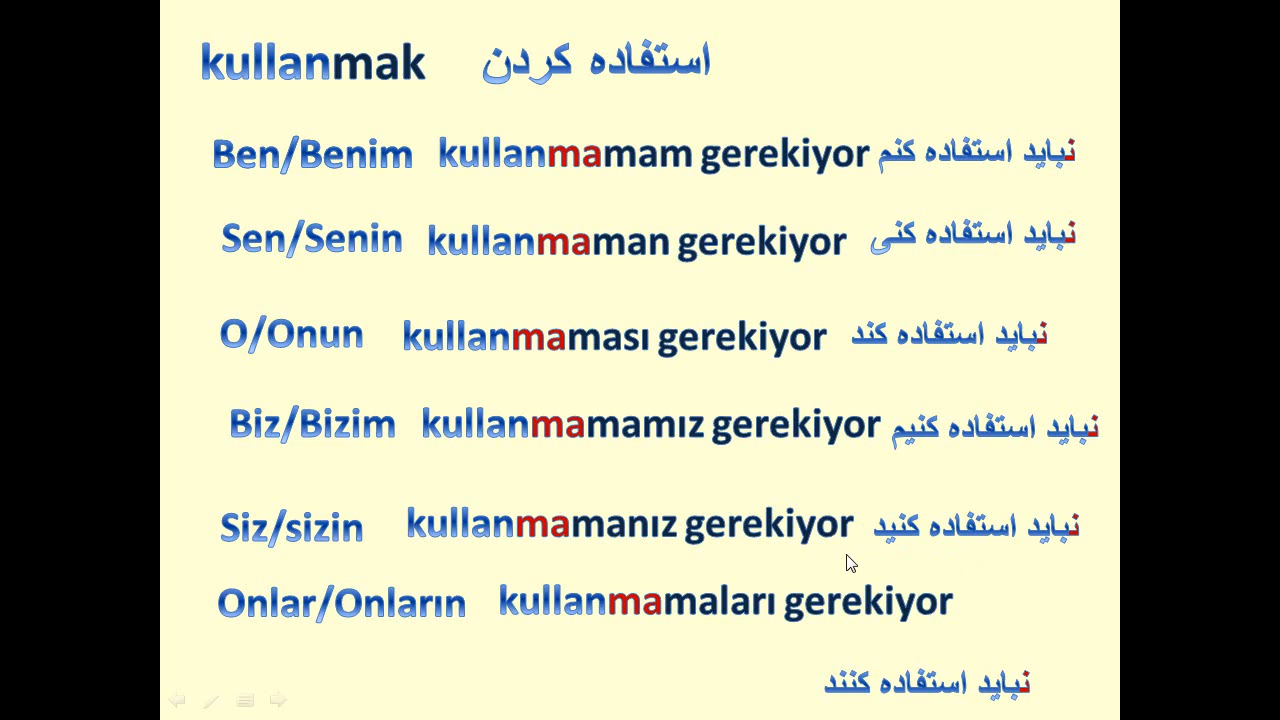 kullanmak استفاده کردن
Ben/Benim kullanmamam gerekiyor نباید استفاده کنم
Sen/Senin kullanmaman gerekiyor نباید استفاده کنی
O/Onun kullanmaması gerekiyor نباید استفاده کند
Biz/Bizim kullanmamamız gerekiyor نباید استفاده کنیم
Siz/sizin kullanmamanız gerekiyor نباید استفاده کنید
Onlar/Onların kullanmamaları gerekiyor
نباید استفاده کنند